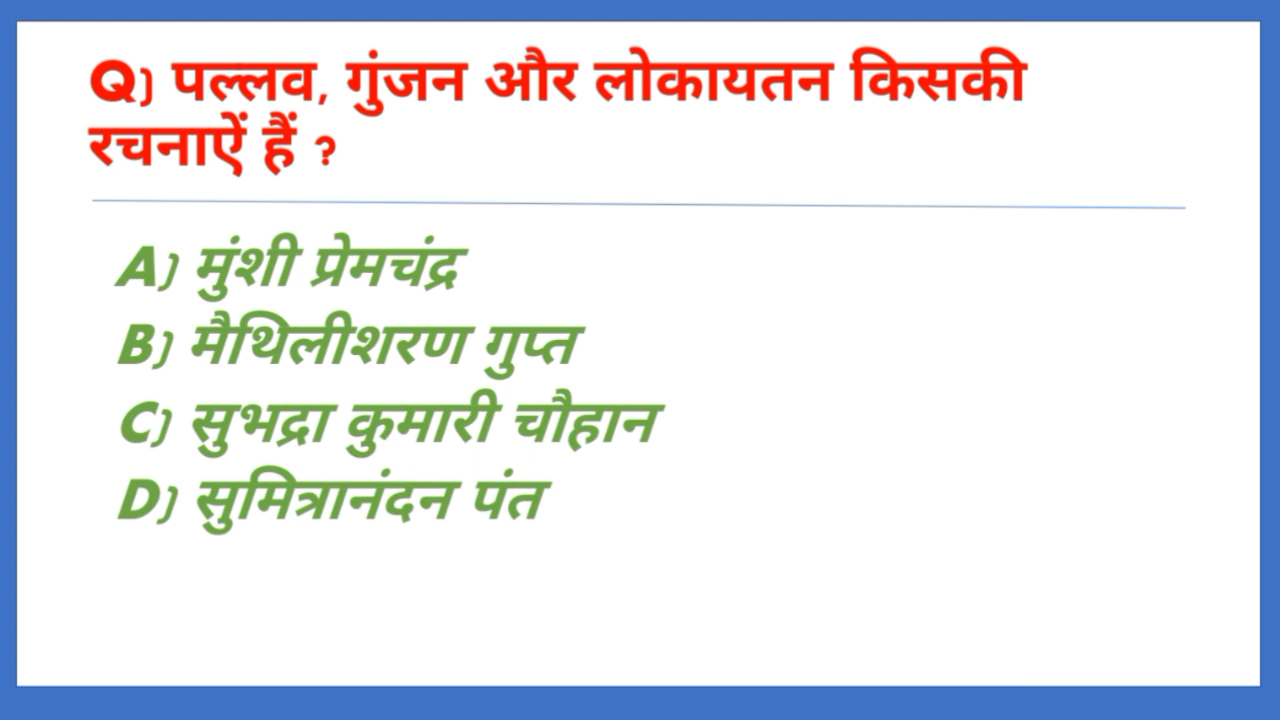 Q) पल्लव, गुंजन और लोकायतन किसकी
रचनाऐं हैं ?
A) मुंशी प्रेमचंद्र
B) मैथिलीशरण गुप्त
C) सुभद्रा कुमारी चौहान
D) सुमित्रानंदन पंत